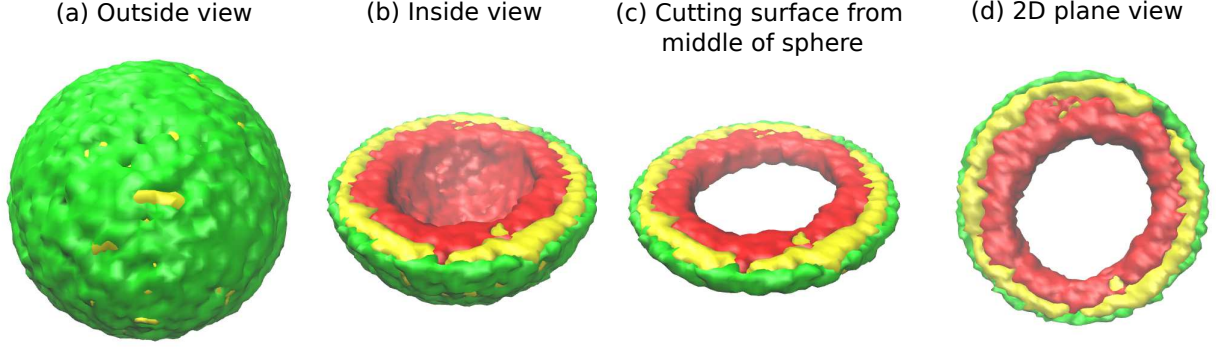 (a) Outside view
(b) Inside view
(c) Cutting surface from
middle of sphere
(d) 2D plane view